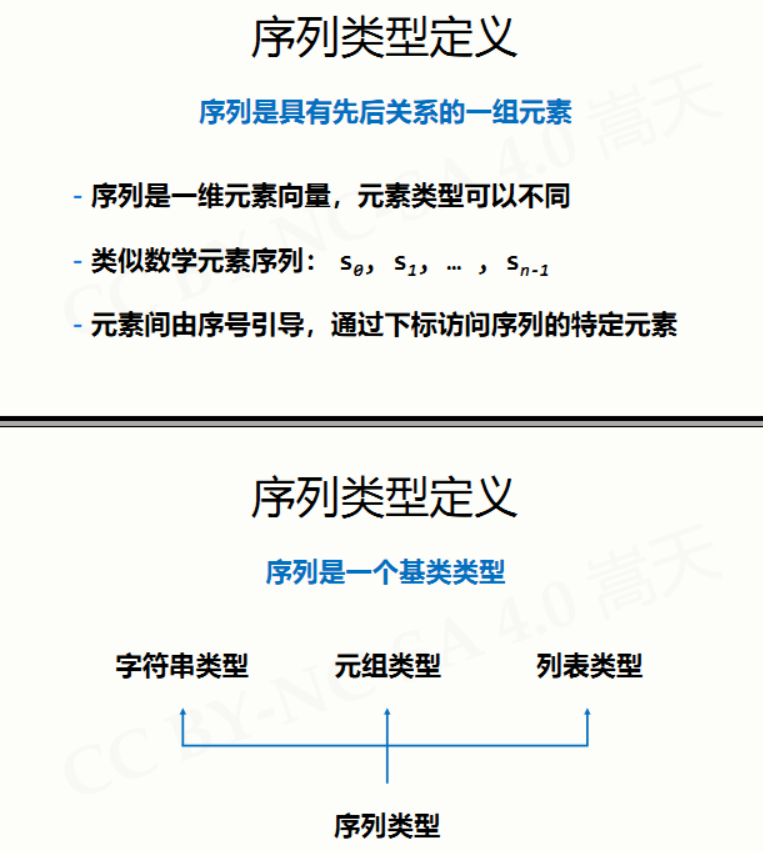 序列类型定义
序列是具有先后关系的一组元素
- 序列是一维元素向量，元素类型可以不同
- 类似数学元素序列： s0, s1, … , sn-1
- 元素间由序号引导，通过下标访问序列的特定元素
CC BY-NC-SA 4.0 嵩天
序列类型定义
序列是一个基类类型
字符串类型 元组类型 列表类型
序列类型
CC BY-NC-SA 4.0 嵩天